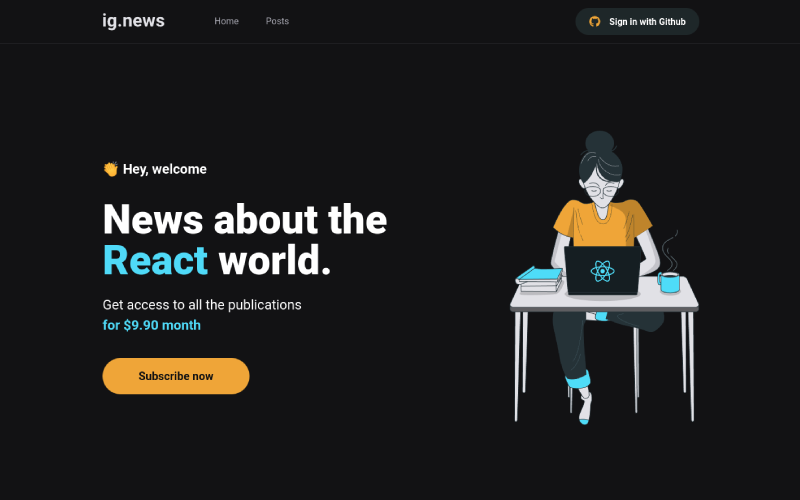 ig.news
Home
Posts
Sign in with Github
👏 Hey, welcome
News about the
React world.
Get access to all the publications
for $9.90 month
Subscribe now